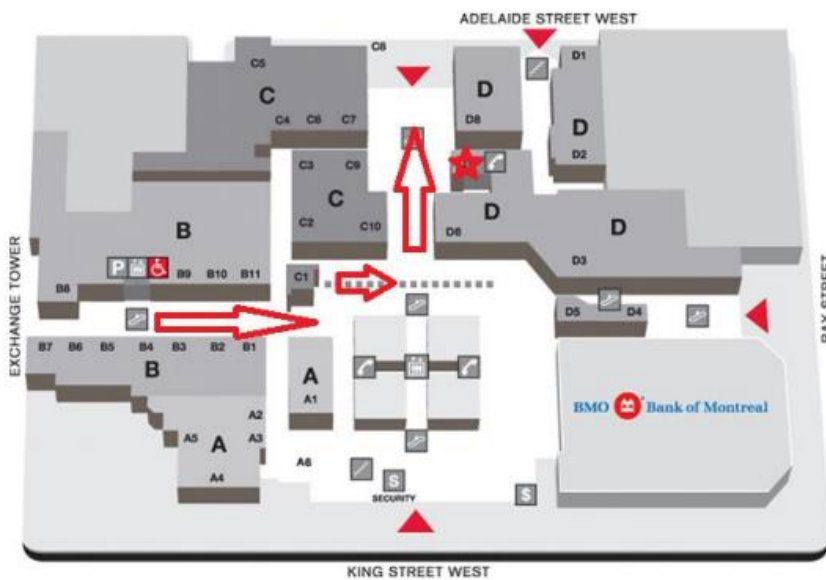 ADELAIDE STREET WEST
C8
C5
D1
C
D
C4 C6 C7
D8
D
D2
C3 C9
C
D
D
B
C2 C10
D6
EXCHANGE TOWER
P
B9 B10 B11
C1
D3
B8
BAY STREET
D5 D4
B7 B6 B5 B4 B3 B2 B1
B
A
A1
BMO Bank of Montreal
A2
A5 A A3
A6
A4
S
SECURITY
$
KING STREET WEST